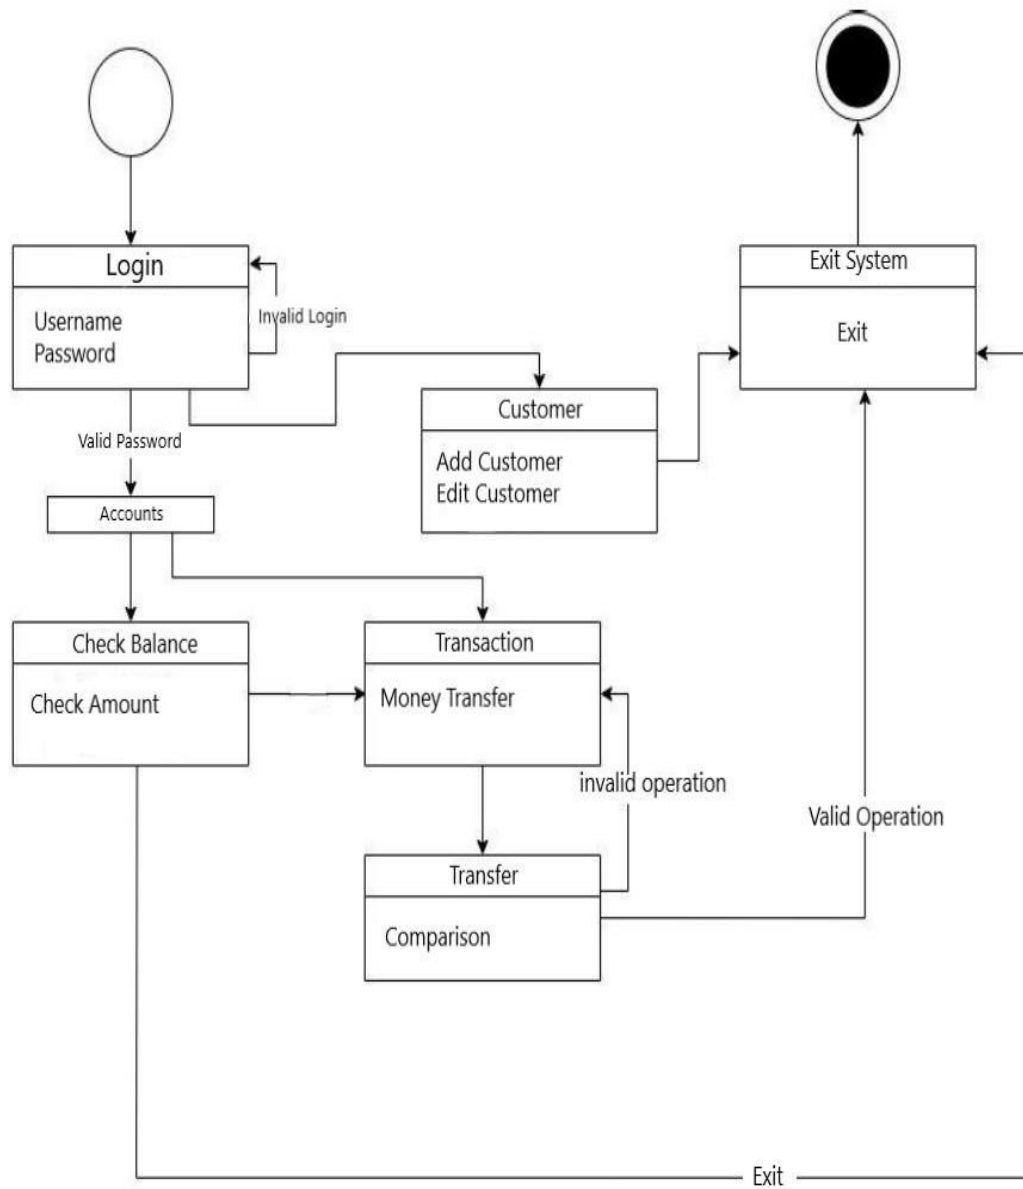 Login
Username
Password
Invalid Login
Exit System
Exit
Customer
Add Customer
Edit Customer
Valid Password
Accounts
Check Balance
Check Amount
Transaction
Money Transfer
invalid operation
Valid Operation
Transfer
Comparison
Exit